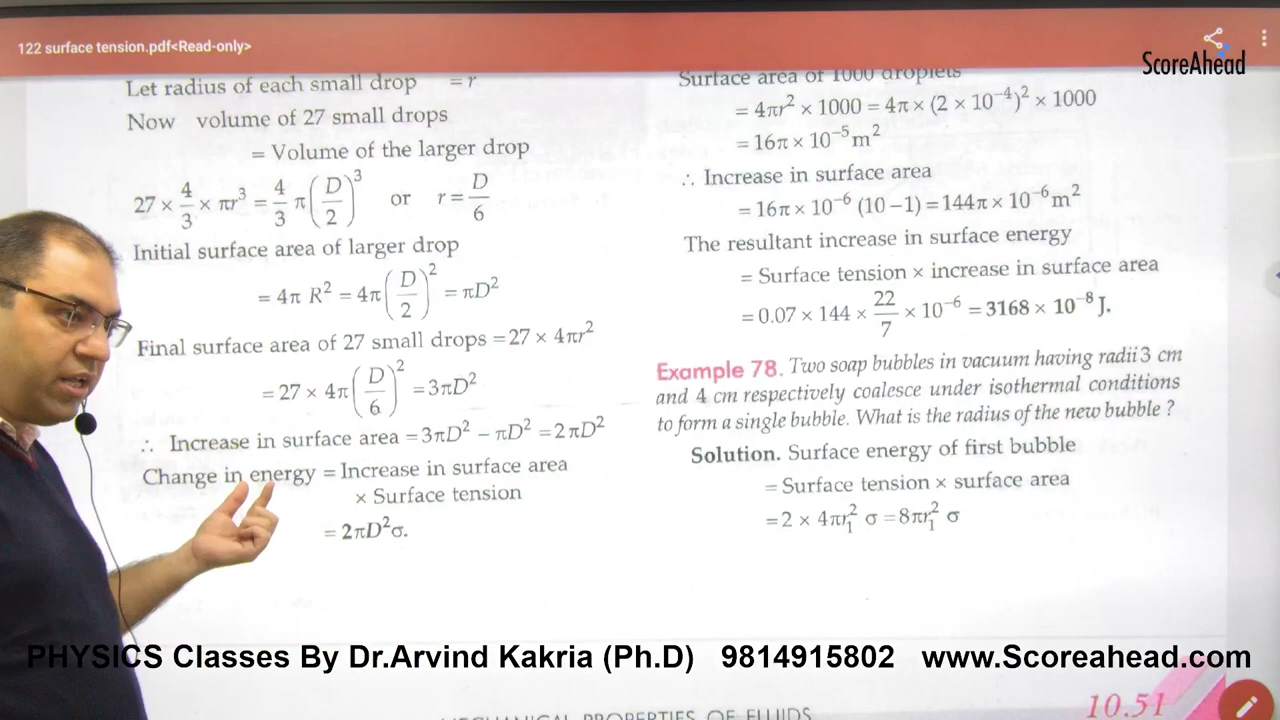 122 surface tension.pdf<Read-only>
ScoreAhead
Let radius of each small drop = r
Now volume of 27 small drops
= Volume of the larger drop
27 × 4/3 × πr³ = 4/3 π(D/2)³ or r = D/6
Initial surface area of larger drop
= 4π R² = 4π(D/2)² = πD²
Final surface area of 27 small drops = 27 × 4πr²
= 27 × 4π(D/6)² = 3πD²
∴ Increase in surface area = 3πD² − πD² = 2πD²
Change in energy = Increase in surface area
× Surface tension
= 2πD²σ.
Surface area of 1000 droplets
= 4πr² × 1000 = 4π × (2 × 10⁻⁴)² × 1000
= 16π × 10⁻⁵ m²
∴ Increase in surface area
= 16π × 10⁻⁶ (10 − 1) = 144π × 10⁻⁶ m²
The resultant increase in surface energy
= Surface tension × increase in surface area
= 0.07 × 144 × 22/7 × 10⁻⁶ = 3168 × 10⁻⁸ J.
Example 78. Two soap bubbles in vacuum having radii 3 cm
and 4 cm respectively coalesce under isothermal conditions
to form a single bubble. What is the radius of the new bubble ?
Solution. Surface energy of first bubble
= Surface tension × surface area
= 2 × 4πr₁² σ = 8πr₁² σ
PHYSICS Classes By Dr.Arvind Kakria (Ph.D) 9814915802 www.Scoreahead.com
MECHANICAL PROPERTIES OF FLUIDS 10.51